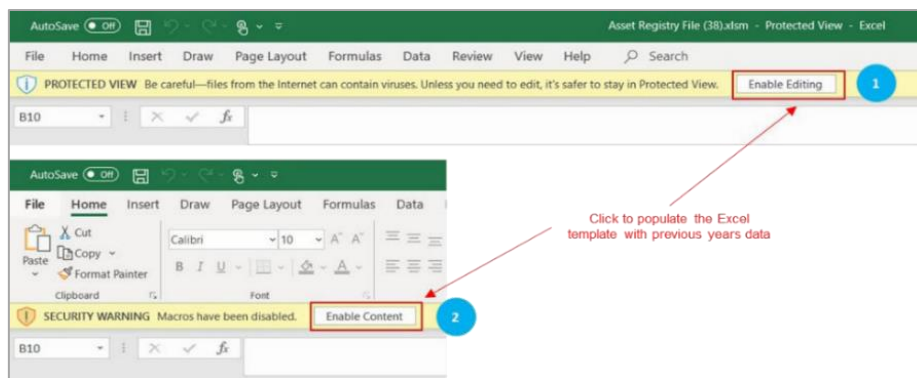 AutoSave Off Asset Registry File (38).xlsm - Protected View - Excel
File Home Insert Draw Page Layout Formulas Data Review View Help Search
PROTECTED VIEW Be careful—files from the Internet can contain viruses. Unless you need to edit, it's safer to stay in Protected View. Enable Editing 1
B10 fx
AutoSave Off
File Home Insert Draw Page Layout Formulas Data
Cut
Copy
Format Painter
Paste
Calibri 10 A A
B I U A
Clipboard Font
Click to populate the Excel
template with previous years data
SECURITY WARNING Macros have been disabled. Enable Content 2
B10 fx